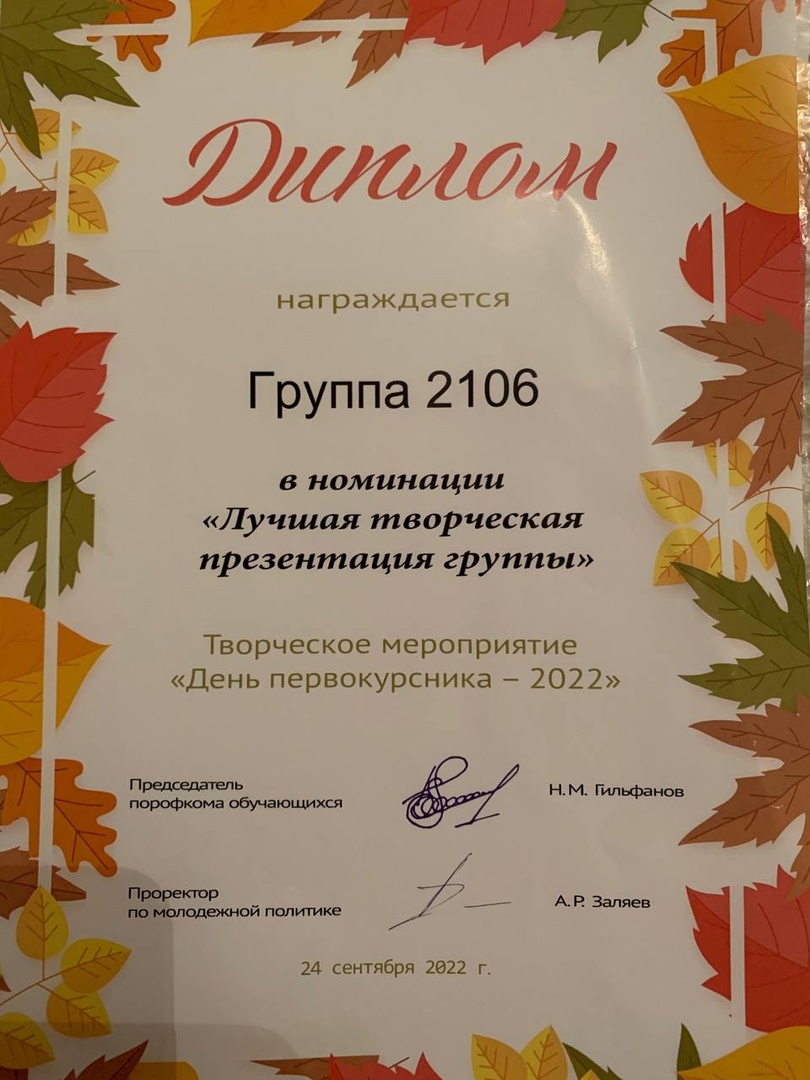 Диплом
награждается
Группа 2106
в номинации
«Лучшая творческая
презентация группы»
Творческое мероприятие
«День первокурсника – 2022»
Председатель
порофкома обучающихся
Н.М. Гильфанов
Проректор
по молодежной политике
А.Р. Заляев
24 сентября 2022 г.